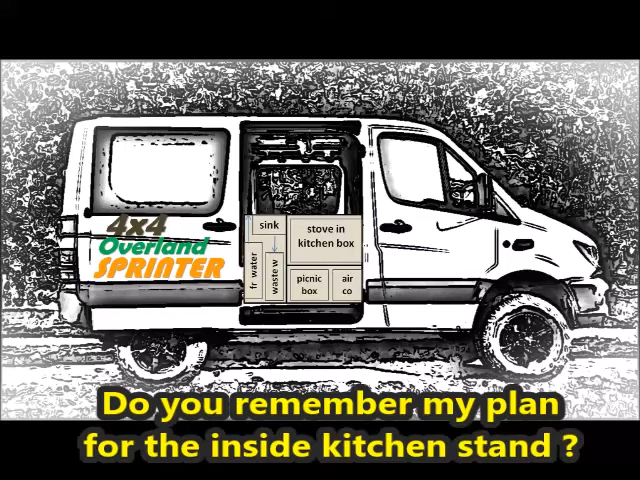 4x4
Overland
SPRINTER
sink
stove in
kitchen box
fr water
waste w
picnic
box
air
co
Do you remember my plan
for the inside kitchen stand ?